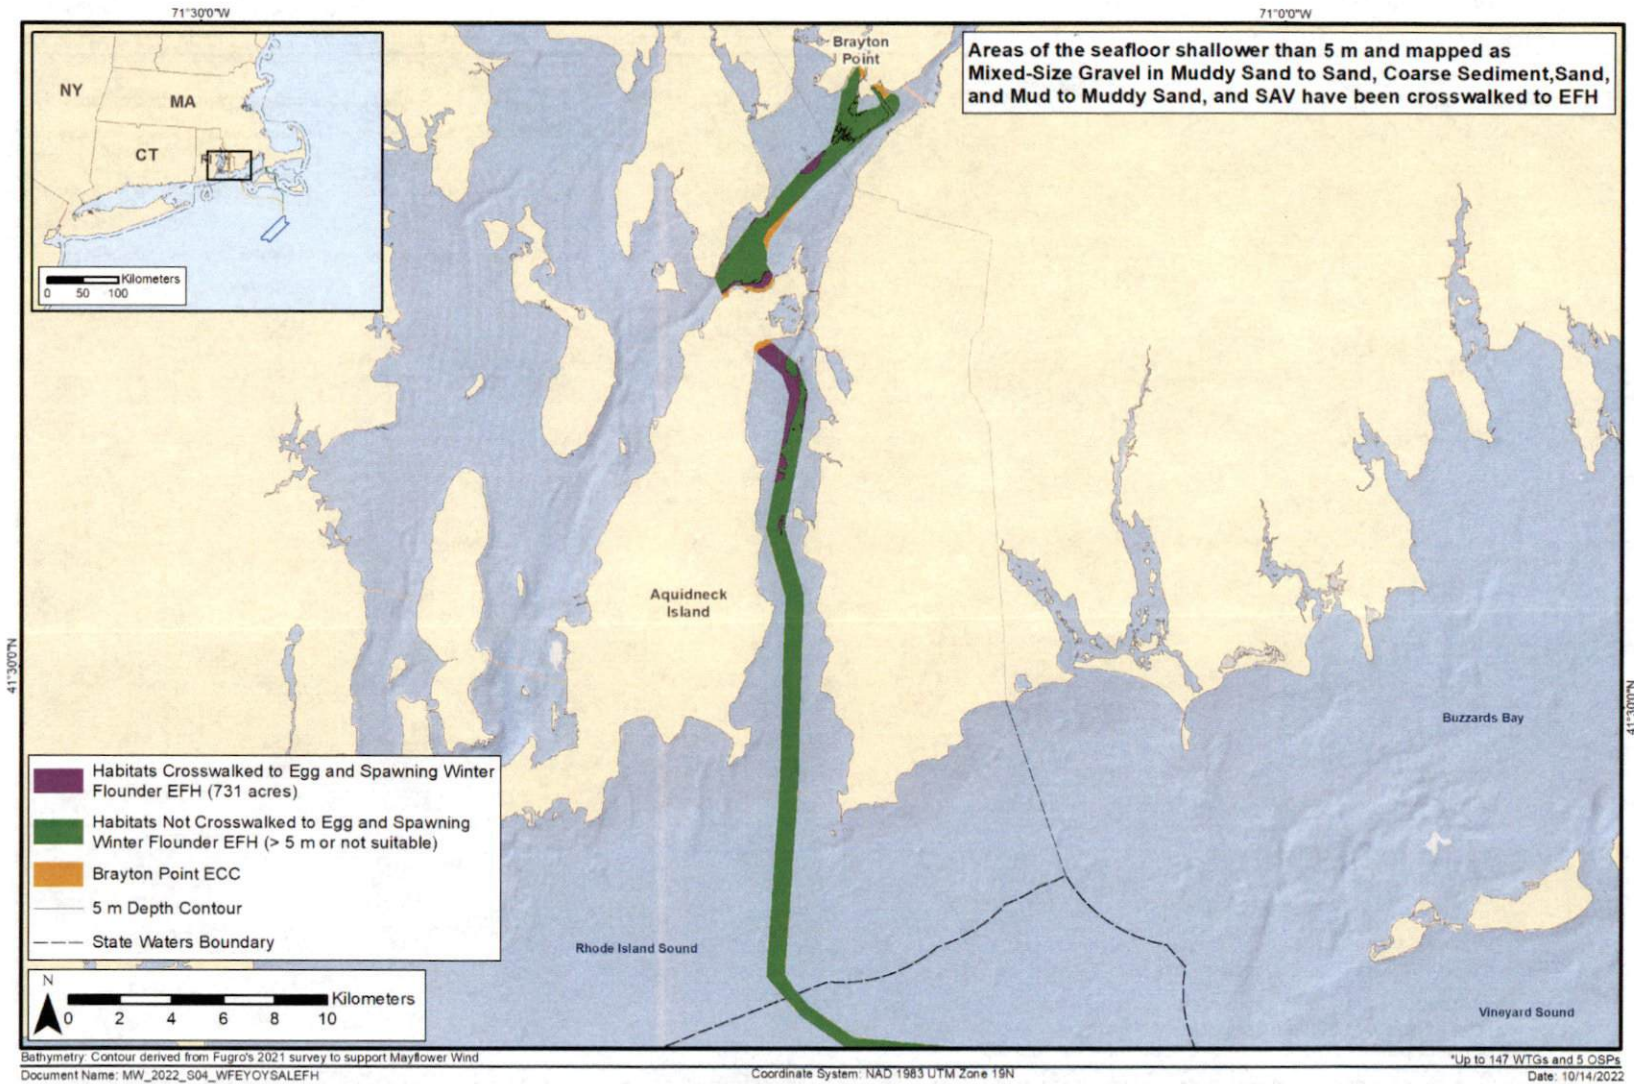 71°30'0"W
71°0'0"W
NY
MA
CT
RI
Kilometers
0 50 100
Brayton
Point
Areas of the seafloor shallower than 5 m and mapped as
Mixed-Size Gravel in Muddy Sand to Sand, Coarse Sediment,Sand,
and Mud to Muddy Sand, and SAV have been crosswalked to EFH
Aquidneck
Island
41°30'0"N
41°30'0"N
Buzzards Bay
Habitats Crosswalked to Egg and Spawning Winter
Flounder EFH (731 acres)
Habitats Not Crosswalked to Egg and Spawning
Winter Flounder EFH (> 5 m or not suitable)
Brayton Point ECC
5 m Depth Contour
State Waters Boundary
Rhode Island Sound
Vineyard Sound
N
Kilometers
0 2 4 6 8 10
Bathymetry: Contour derived from Fugro's 2021 survey to support Mayflower Wind
*Up to 147 WTGs and 5 OSPs
Document Name: MW_2022_S04_WFEYOYSALEFH
Coordinate System: NAD 1983 UTM Zone 19N
Date: 10/14/2022